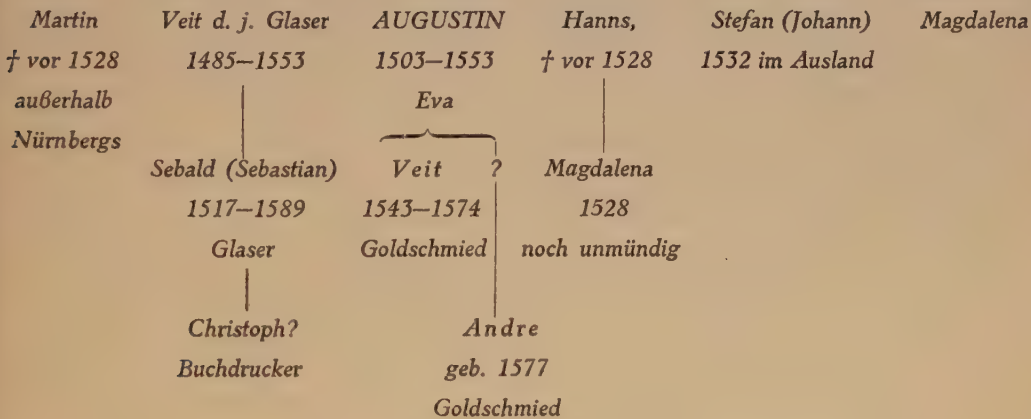 Martin Veit d. j. Glaser AUGUSTIN Hanns, Stefan (Johann) Magdalena
† vor 1528 1485–1553 1503–1553 † vor 1528 1532 im Ausland
außerhalb Eva
Nürnbergs
Sebald (Sebastian) Veit ? Magdalena
1517–1589 1543–1574 1528
Glaser Goldschmied noch unmündig
Christoph? Andre
Buchdrucker geb. 1577
Goldschmied